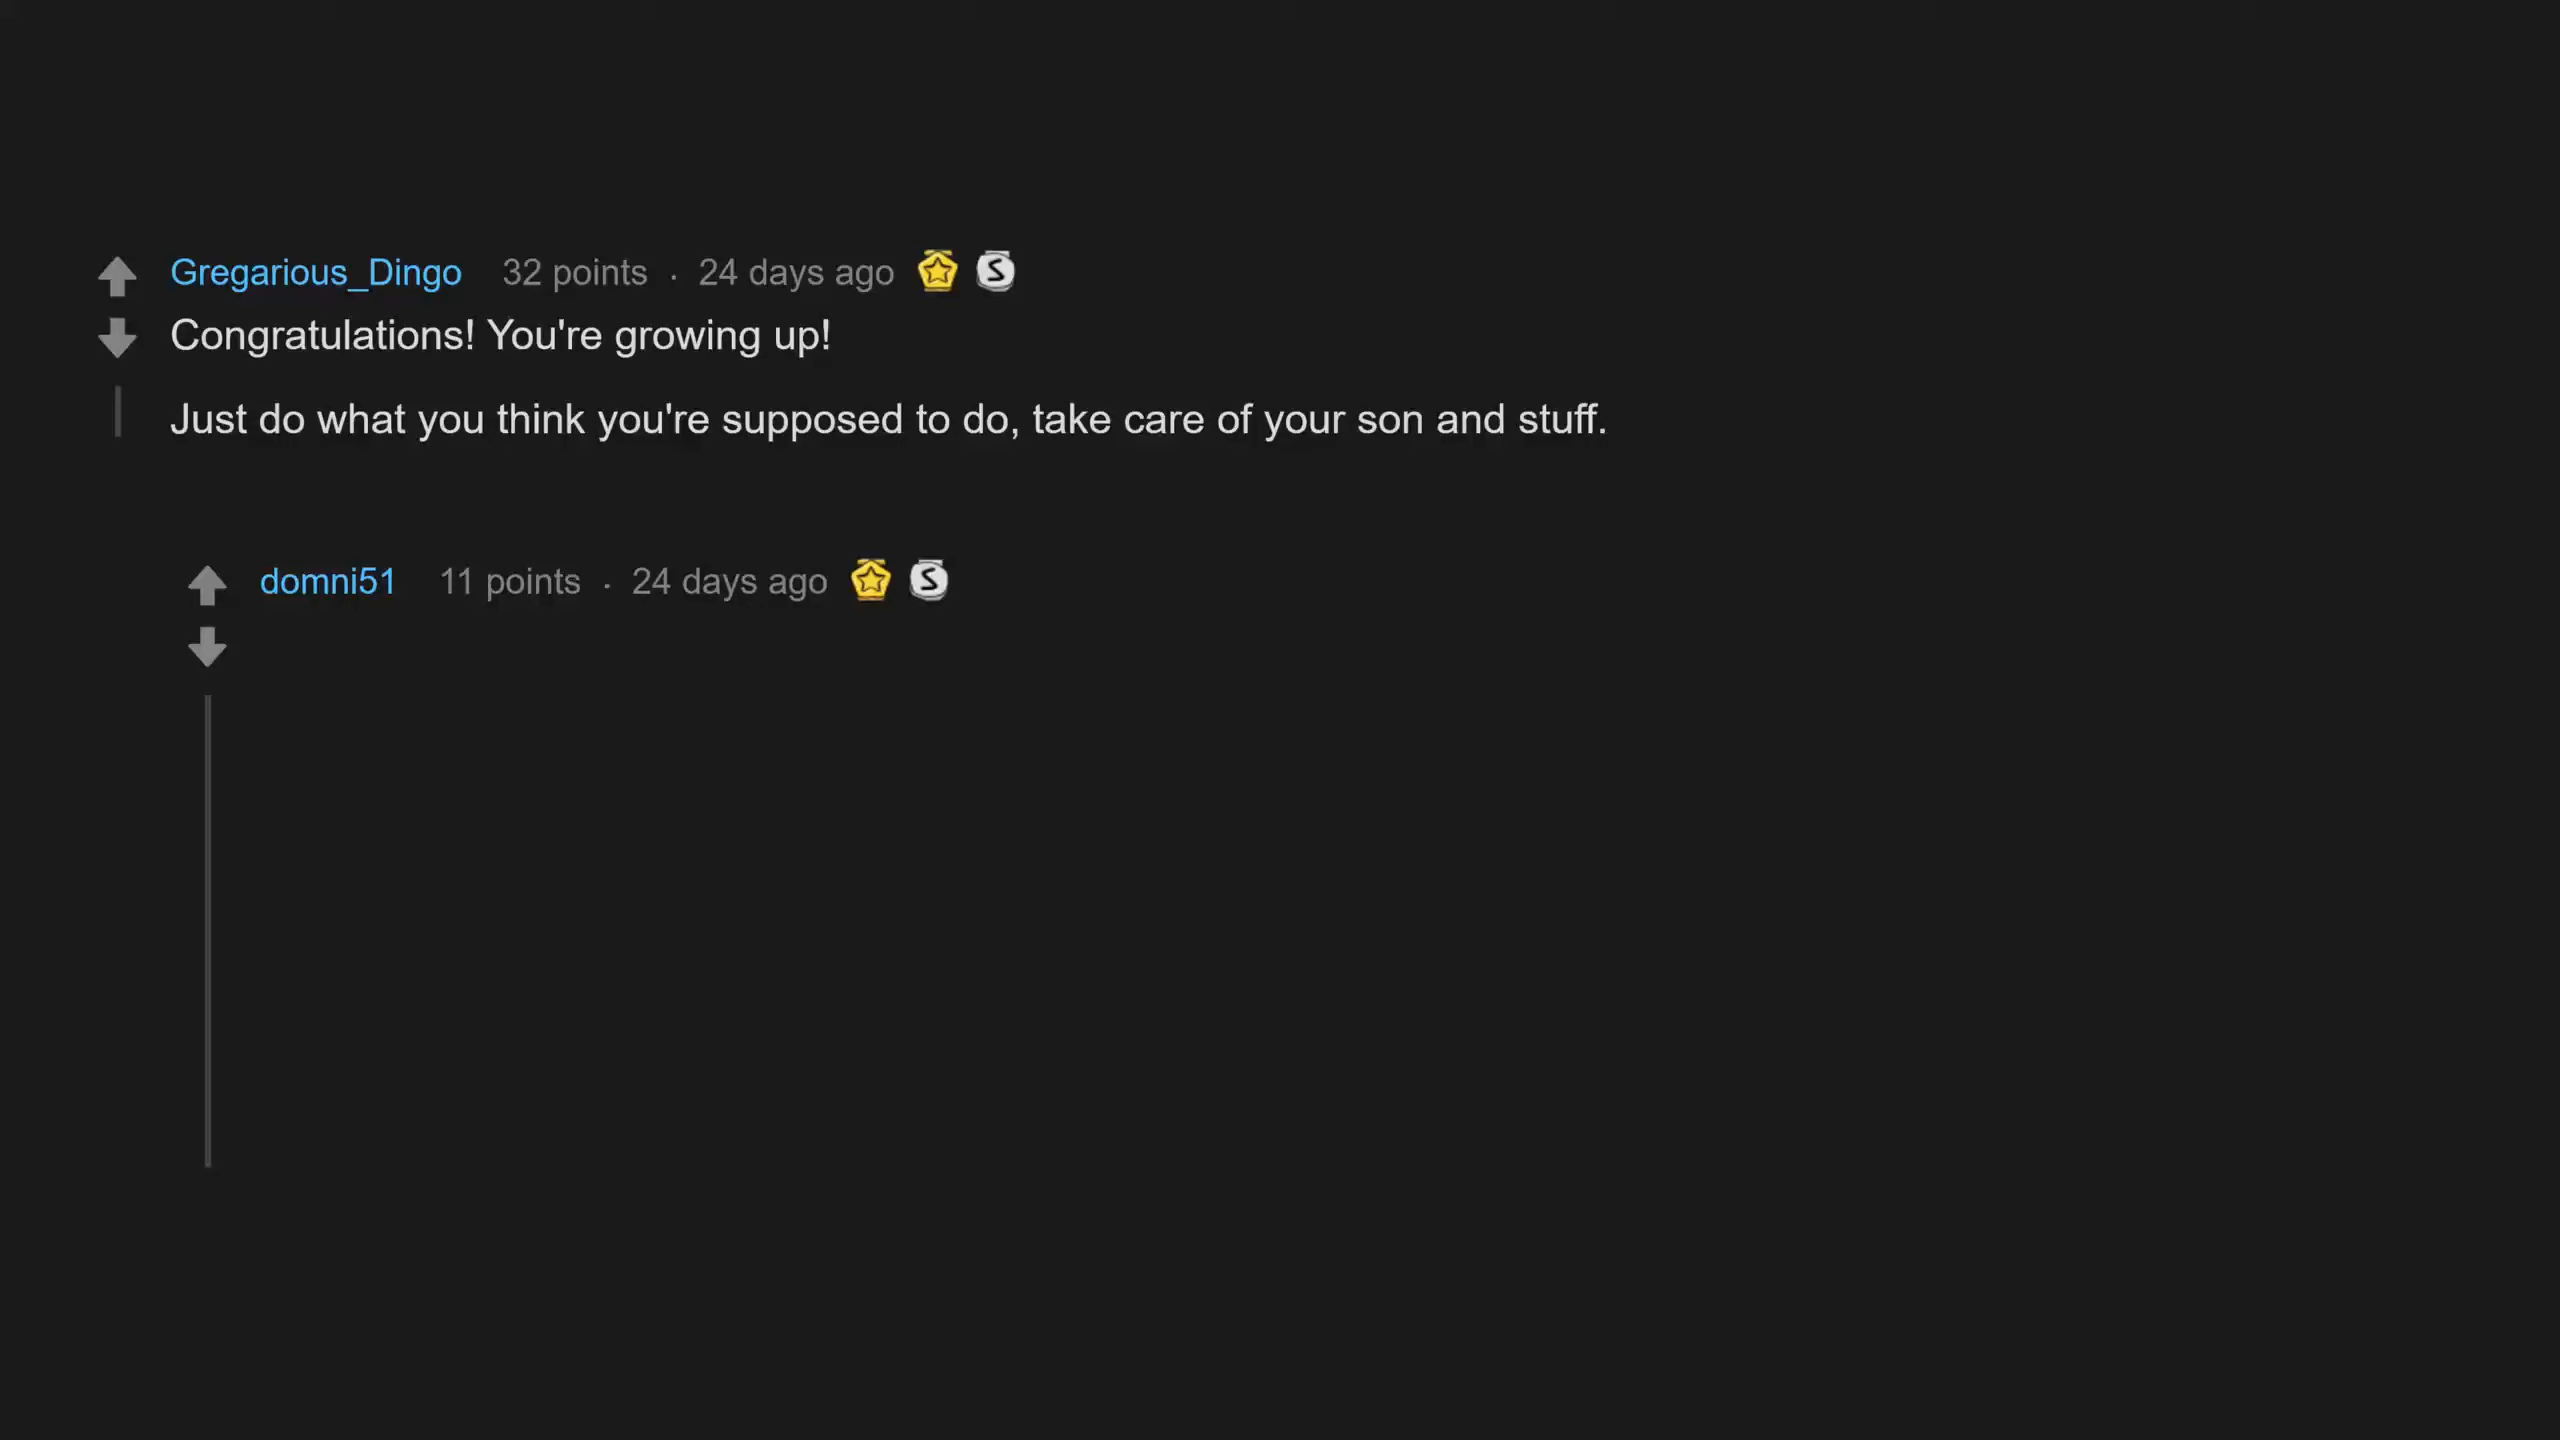 Gregarious_Dingo 32 points · 24 days ago
Congratulations! You're growing up!
Just do what you think you're supposed to do, take care of your son and stuff.
domni51 11 points · 24 days ago